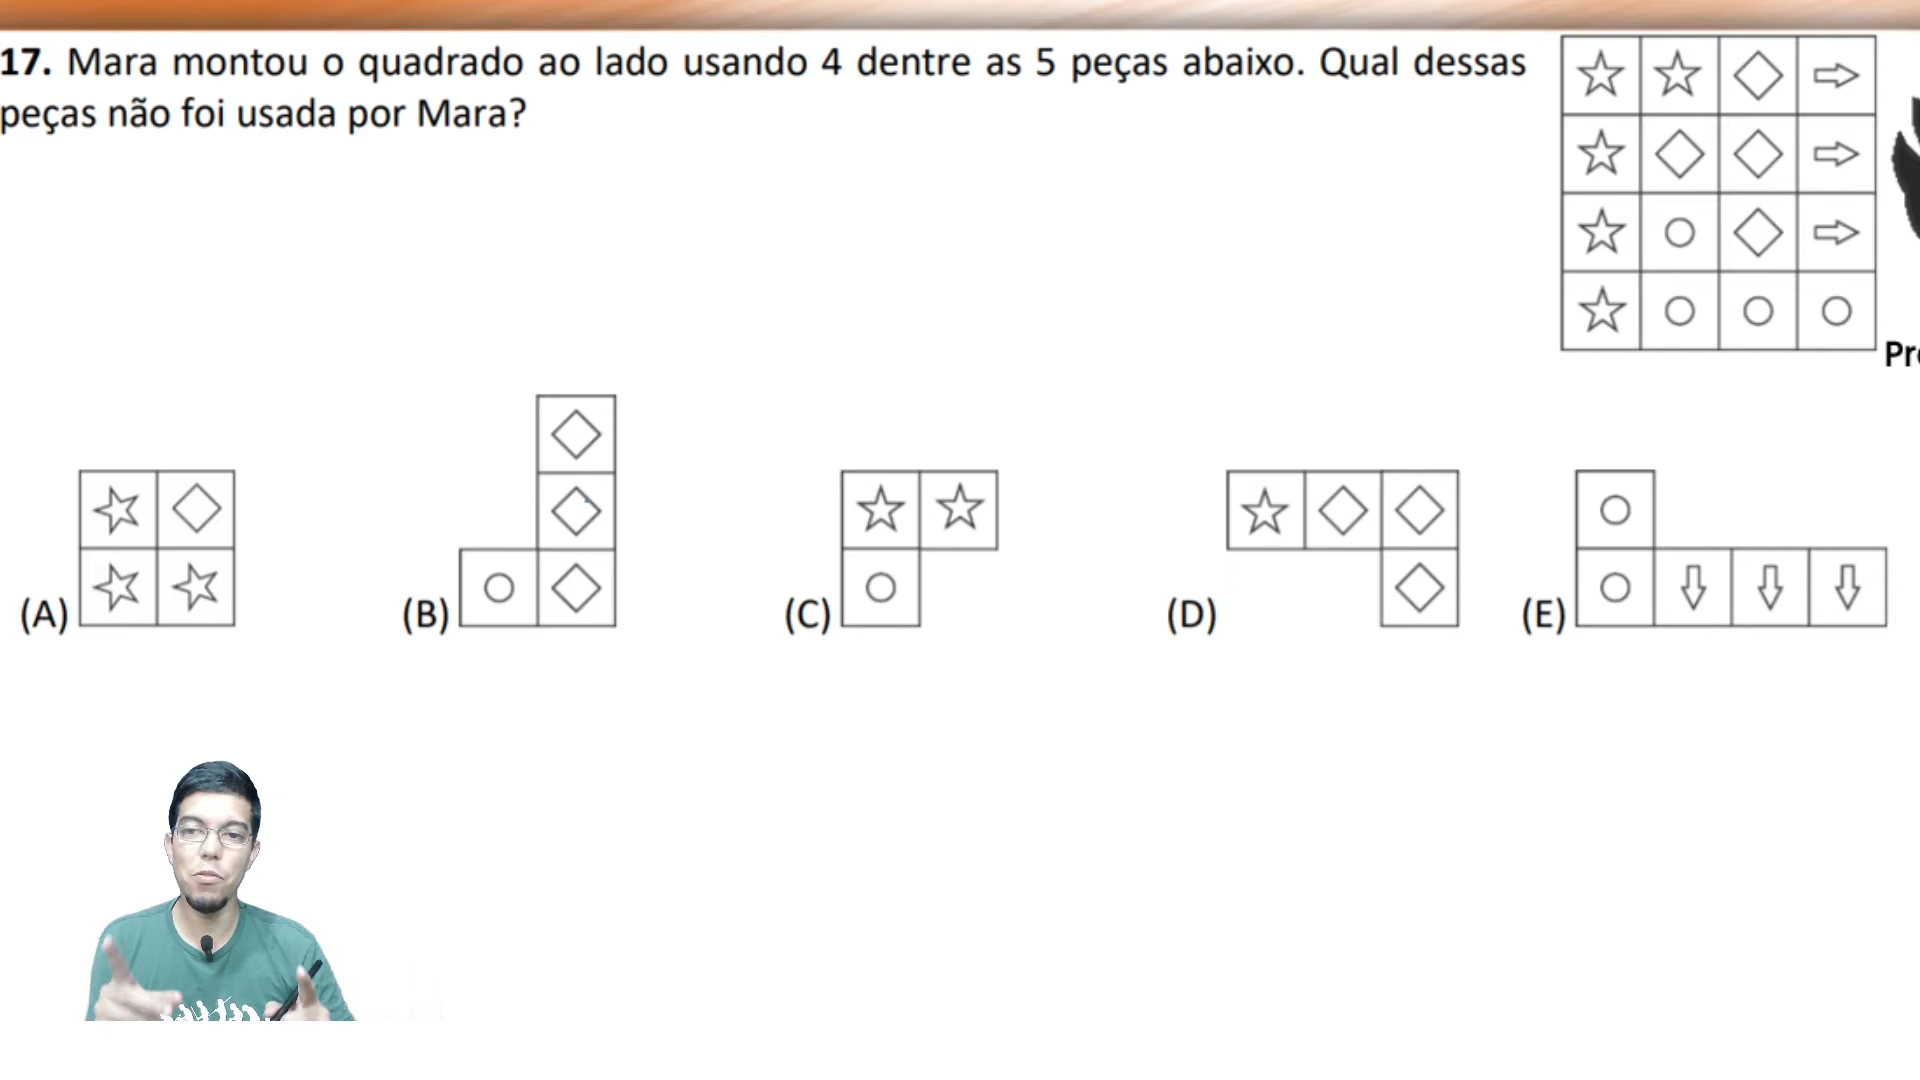 17. Mara montou o quadrado ao lado usando 4 dentre as 5 peças abaixo. Qual dessas
peças não foi usada por Mara?
Pr
(A)
(B)
(C)
(D)
(E)